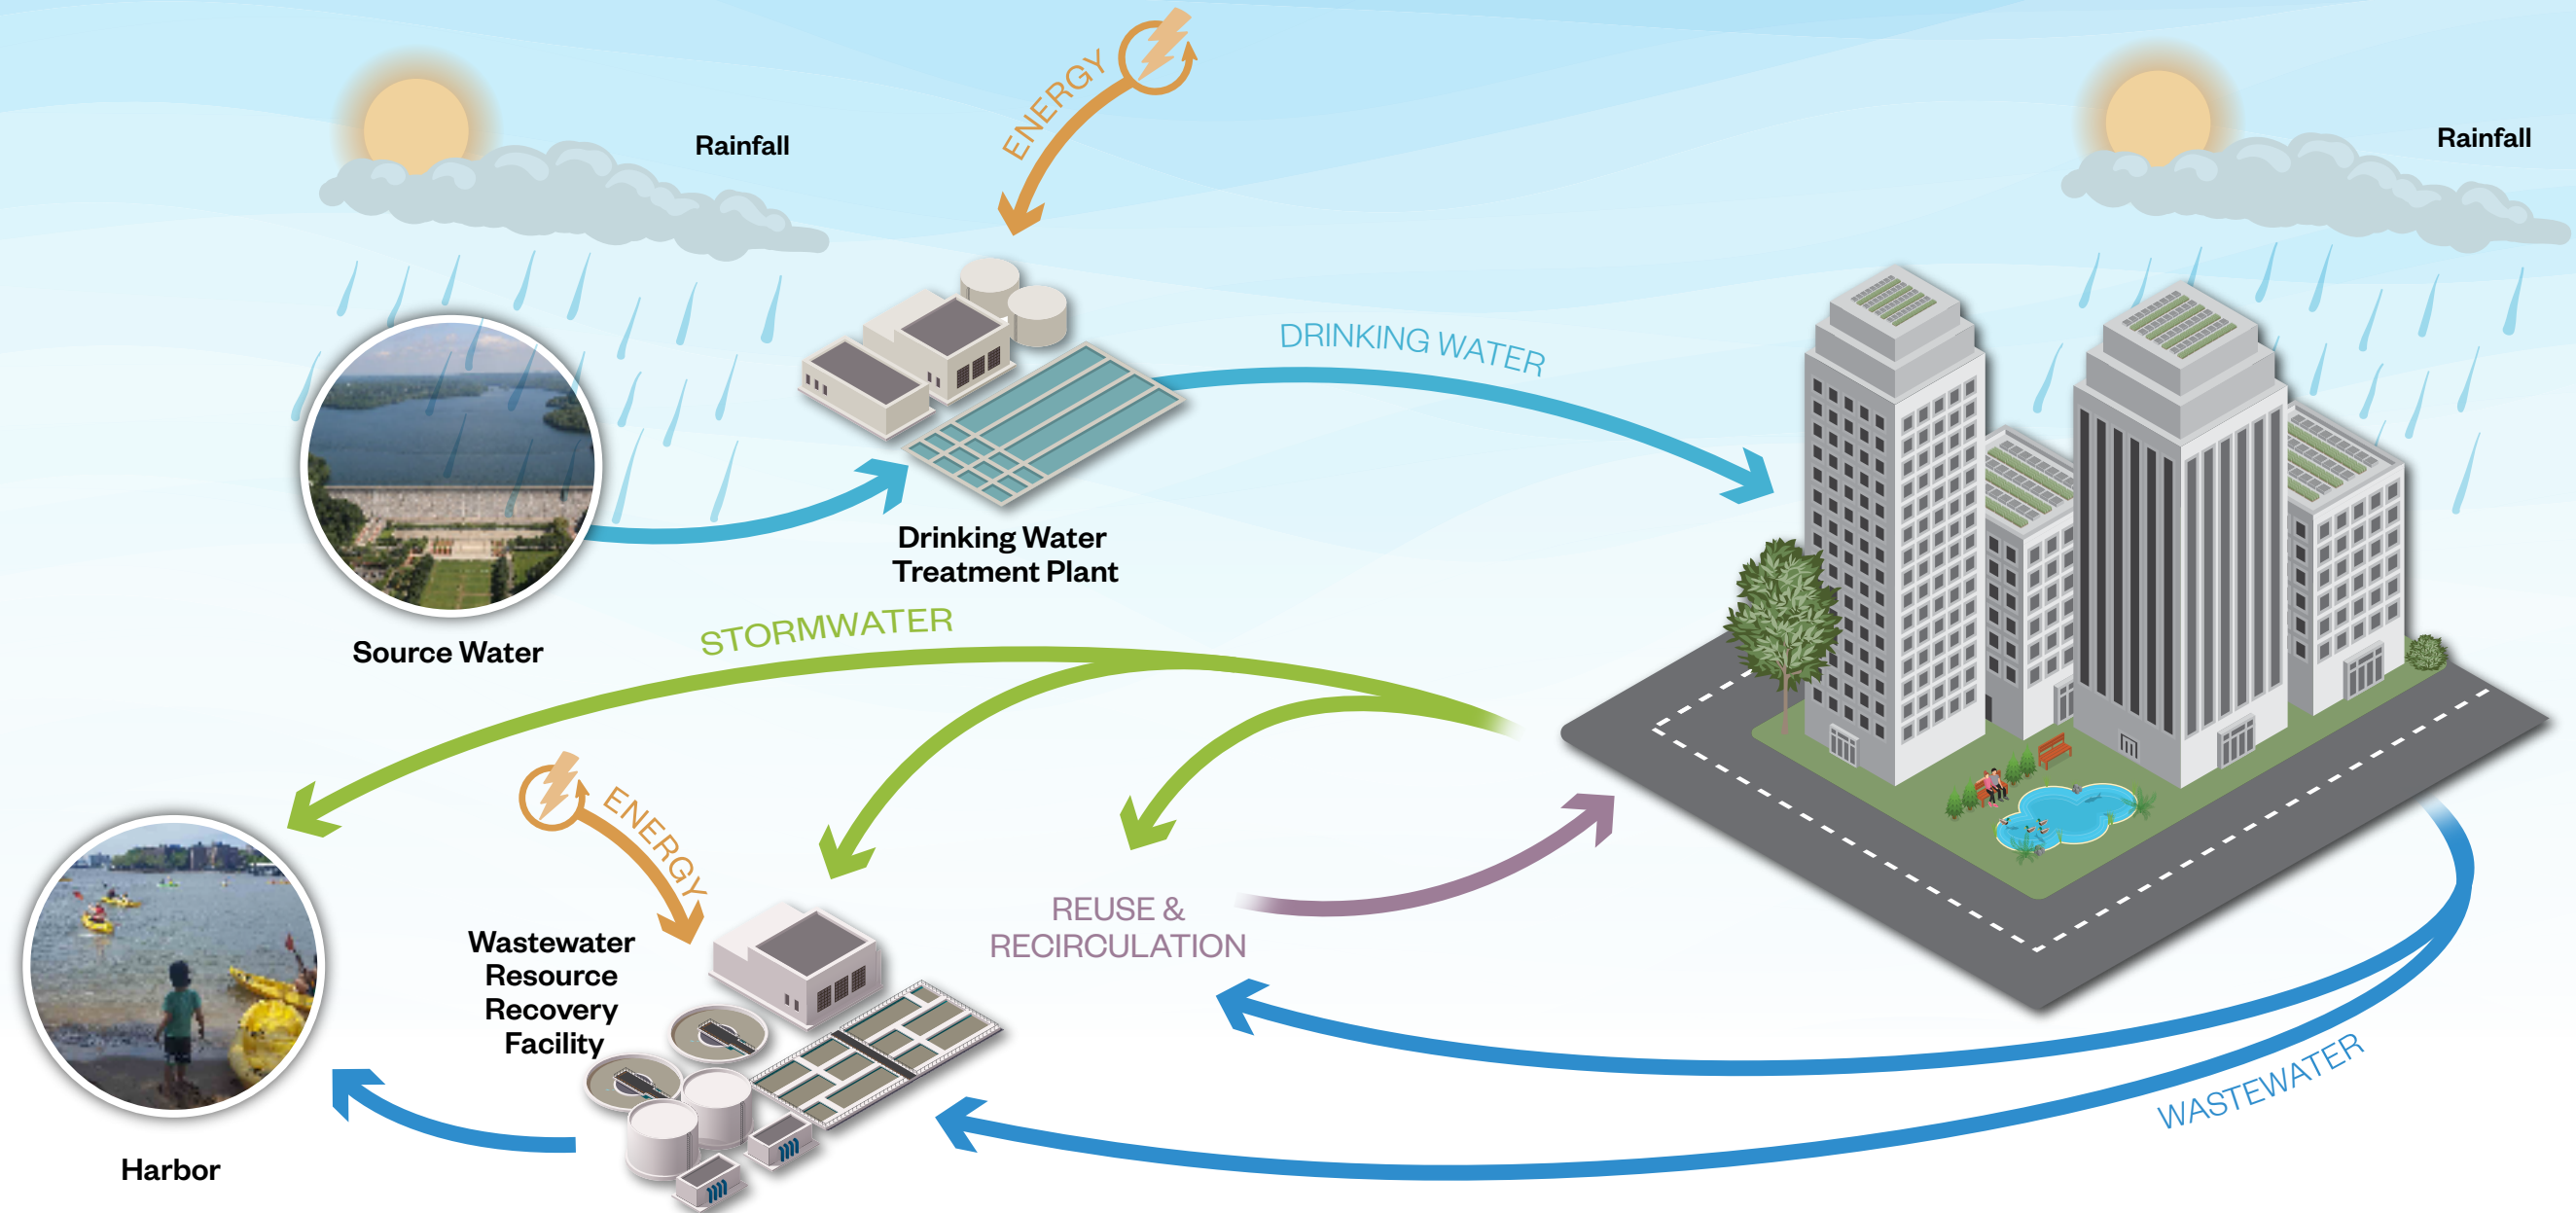 ENERGY
Rainfall
Rainfall
DRINKING WATER
Drinking Water
Treatment Plant
Source Water
STORMWATER
ENERGY
REUSE &
RECIRCULATION
Wastewater
Resource
Recovery
Facility
WASTEWATER
Harbor